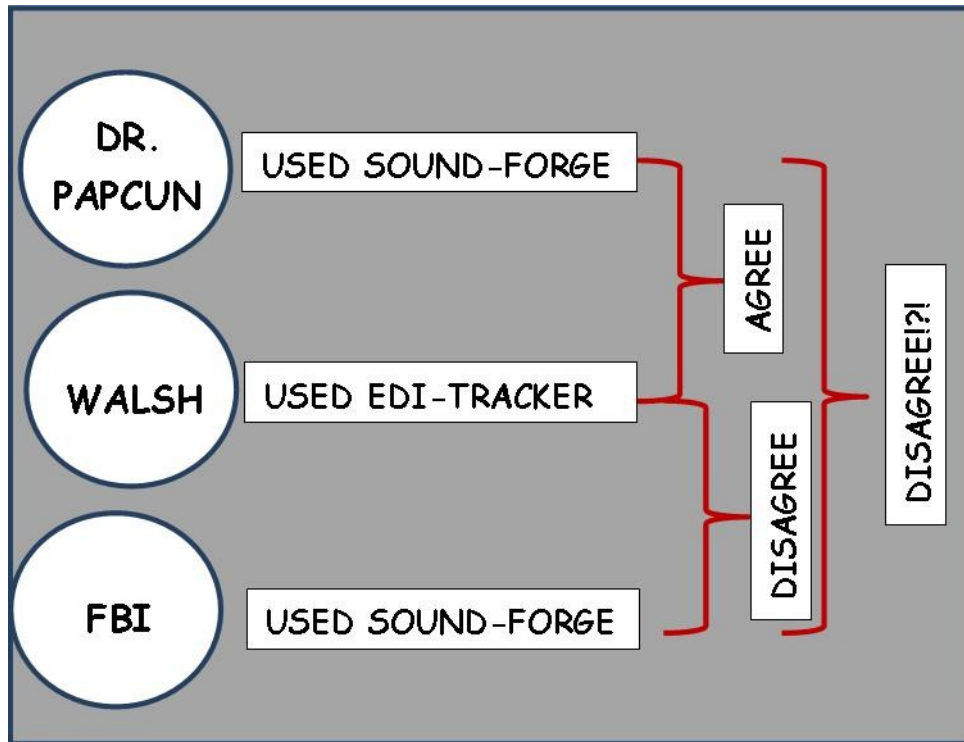 DR.
PAPCUN
USED SOUND-FORGE
AGREE
WALSH
USED EDI-TRACKER
DISAGREE
DISAGREE!?!
FBI
USED SOUND-FORGE